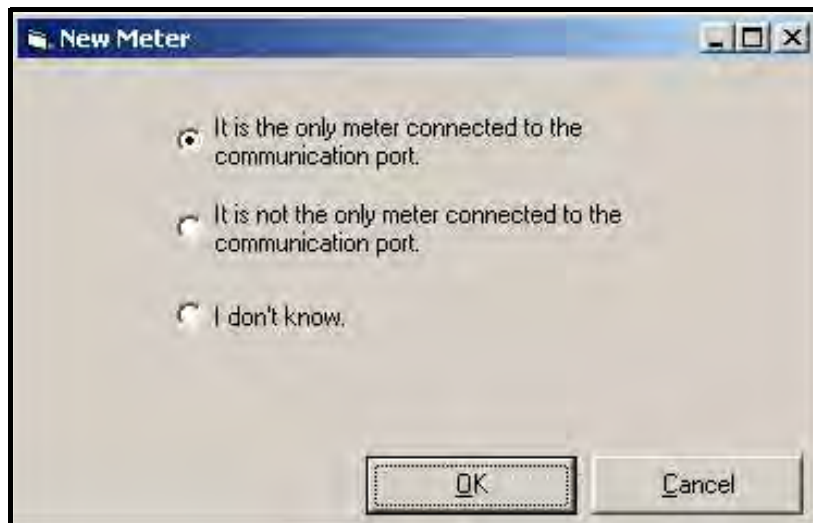 New Meter
It is the only meter connected to the
communication port.
It is not the only meter connected to the
communication port.
I don't know.
OK
Cancel